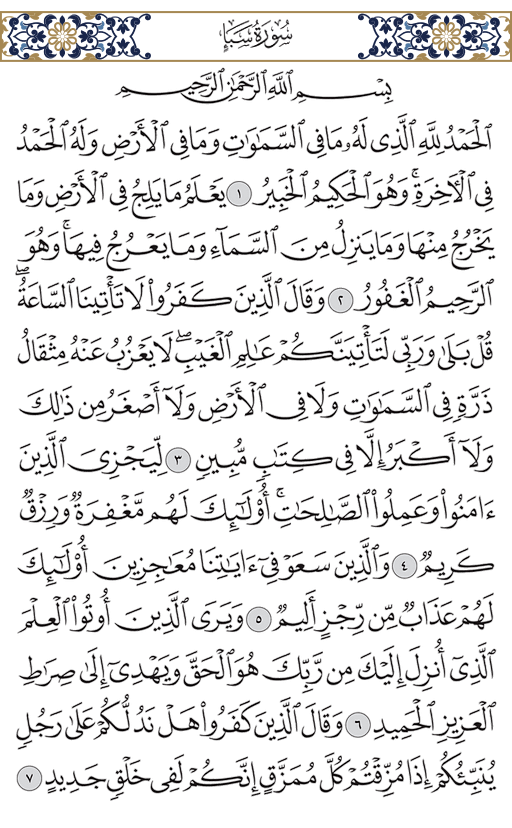 سُورَةُ سَبَإٍ
بِسْمِ ٱللَّهِ ٱلرَّحْمَٰنِ ٱلرَّحِيمِ
ٱلْحَمْدُ لِلَّهِ ٱلَّذِى لَهُۥ مَا فِى ٱلسَّمَٰوَٰتِ وَمَا فِى ٱلْأَرْضِ وَلَهُ ٱلْحَمْدُ
فِى ٱلْأَخِرَةِ ۚ وَهُوَ ٱلْحَكِيمُ ٱلْخَبِيرُ ١ يَعْلَمُ مَا يَلِجُ فِى ٱلْأَرْضِ وَمَا
يَخْرُجُ مِنْهَا وَمَا يَنزِلُ مِنَ ٱلسَّمَآءِ وَمَا يَعْرُجُ فِيهَا ۚ وَهُوَ
ٱلرَّحِيمُ ٱلْغَفُورُ ٢ وَقَالَ ٱلَّذِينَ كَفَرُوا۟ لَا تَأْتِينَا ٱلسَّاعَةُ ۖ
قُلْ بَلَىٰ وَرَبِّى لَتَأْتِيَنَّكُمْ عَٰلِمِ ٱلْغَيْبِ ۖ لَا يَعْزُبُ عَنْهُ مِثْقَالُ
ذَرَّةٍ فِى ٱلسَّمَٰوَٰتِ وَلَا فِى ٱلْأَرْضِ وَلَآ أَصْغَرُ مِن ذَٰلِكَ
وَلَآ أَكْبَرُ إِلَّا فِى كِتَٰبٍ مُّبِينٍ ٣ لِّيَجْزِىَ ٱلَّذِينَ
ءَامَنُوا۟ وَعَمِلُوا۟ ٱلصَّٰلِحَٰتِ ۚ أُو۟لَٰٓئِكَ لَهُم مَّغْفِرَةٌ وَرِزْقٌ
كَرِيمٌ ٤ وَٱلَّذِينَ سَعَوْ فِىٓ ءَايَٰتِنَا مُعَٰجِزِينَ أُو۟لَٰٓئِكَ
لَهُمْ عَذَابٌ مِّن رِّجْزٍ أَلِيمٌ ٥ وَيَرَى ٱلَّذِينَ أُوتُوا۟ ٱلْعِلْمَ
ٱلَّذِىٓ أُنزِلَ إِلَيْكَ مِن رَّبِّكَ هُوَ ٱلْحَقَّ وَيَهْدِىٓ إِلَىٰ صِرَٰطِ
ٱلْعَزِيزِ ٱلْحَمِيدِ ٦ وَقَالَ ٱلَّذِينَ كَفَرُوا۟ هَلْ نَدُلُّكُمْ عَلَىٰ رَجُلٍ
يُنَبِّئُكُمْ إِذَا مُزِّقْتُمْ كُلَّ مُمَزَّقٍ إِنَّكُمْ لَفِى خَلْقٍ جَدِيدٍ ٧